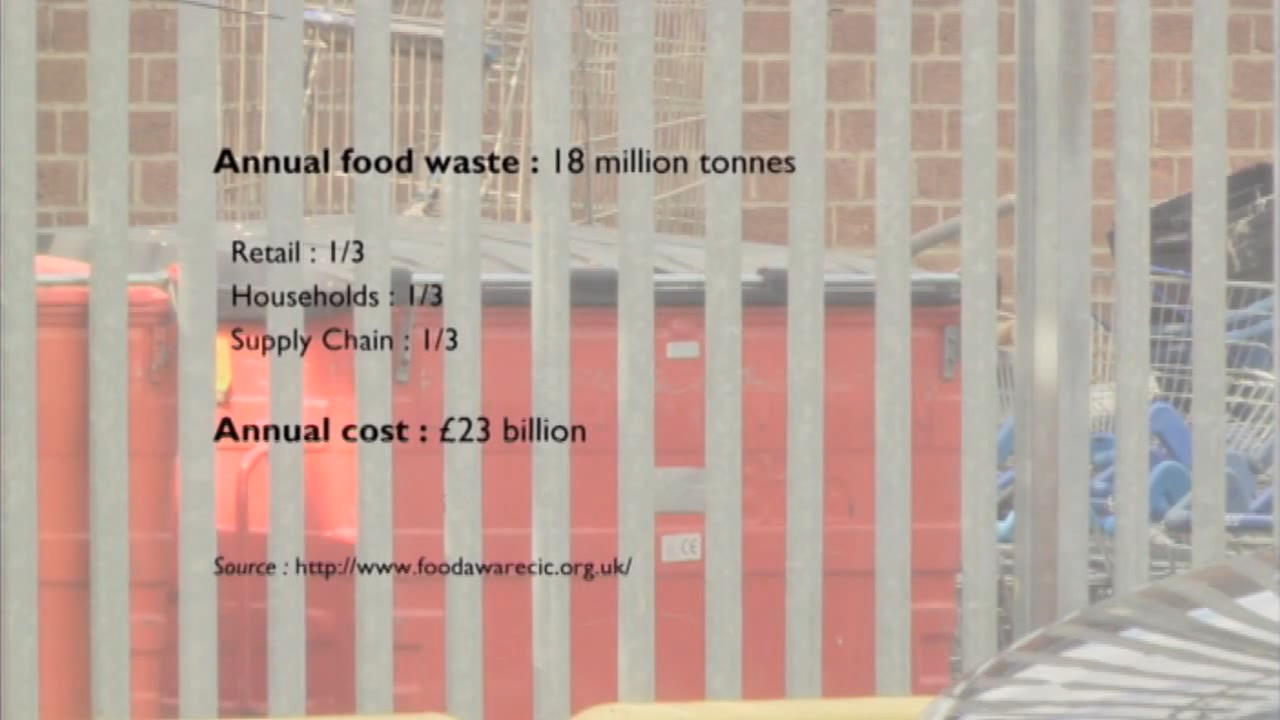 Annual food waste : 18 million tonnes
Retail : 1/3
Households : 1/3
Supply Chain : 1/3
Annual cost : £23 billion
CE
Source : http://www.foodawarecic.org.uk/